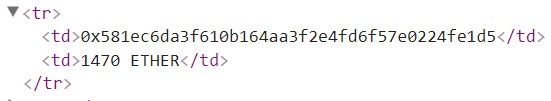 ▼<tr>
<td>0x581ec6da3f610b164aa3f2e4fd6f57e0224fe1d5</td>
<td>1470 ETHER</td>
</tr>